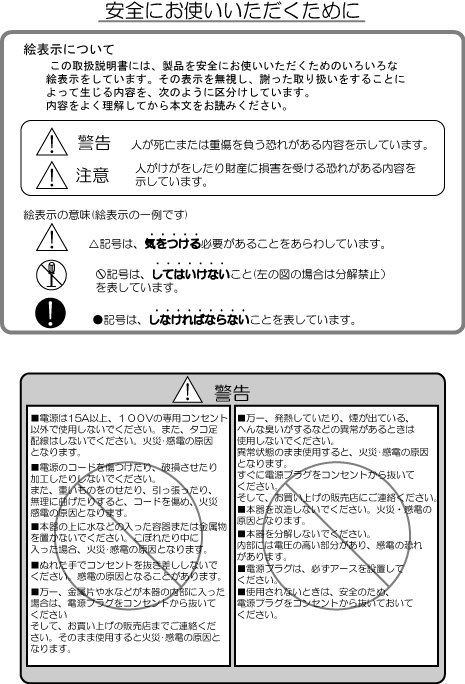 安全にお使いいただくために
絵表示について
この取扱説明書には、製品を安全にお使いいただくためのいろいろな
絵表示をしています。その表示を無視し、謝った取り扱いをすることに
よって生じる内容を、次のように区分けしています。
内容をよく理解してから本文をお読みください。
警告 人が死亡または重傷を負う恐れがある内容を示しています。
注意 人がけがをしたり財産に損害を受ける恐れがある内容を
示しています。
絵表示の意味(絵表示の一例です)
△記号は、気をつける必要があることをあらわしています。
⃠記号は、してはいけないこと(左の図の場合は分解禁止)
を表しています。
●記号は、しなければならないことを表しています。
警告
■電源は15A以上、100Vの専用コンセント
以外で使用しないでください。また、タコ足
配線はしないでください。火災・感電の原因
となります。
■電源のコードを傷つけたり、破損させたり
加工したりしないでください。
また、重いものをのせたり、引っ張ったり、
無理に曲げたりすると、コードを傷め、火災
感電の原因となります。
■本器の上に水などの入った容器または金属物
を置かないでください、こぼれたり中に
入った場合、火災・感電の原因となります。
■ぬれた手でコンセントを抜き差ししないで
ください、感電の原因となることがあります。
■万一、金属片や水などが本器の内部に入った
場合は、電源プラグをコンセントから抜いて
ください
そして、お買い上げの販売店までご連絡くだ
さい。そのまま使用すると火災・感電の原因と
なります。
■万一、発熱していたり、煙が出ている、
へんな臭いがするなどの異常があるときは
使用しないでください。
異常状態のまま使用すると、火災・感電の原因
となります。
すぐに電源プラグをコンセントから抜いて
ください。
そして、お買い上げの販売店にご連絡ください。
■本器を改造しないでください。火災・感電の
原因となります。
■本器を分解しないでください。
内部には電圧の高い部分があり、感電の恐れ
があります。
■電源プラグは、必ずアースを設置して
ください。
■使用されないときは、安全のため、
電源プラグをコンセントから抜いておいて
ください。